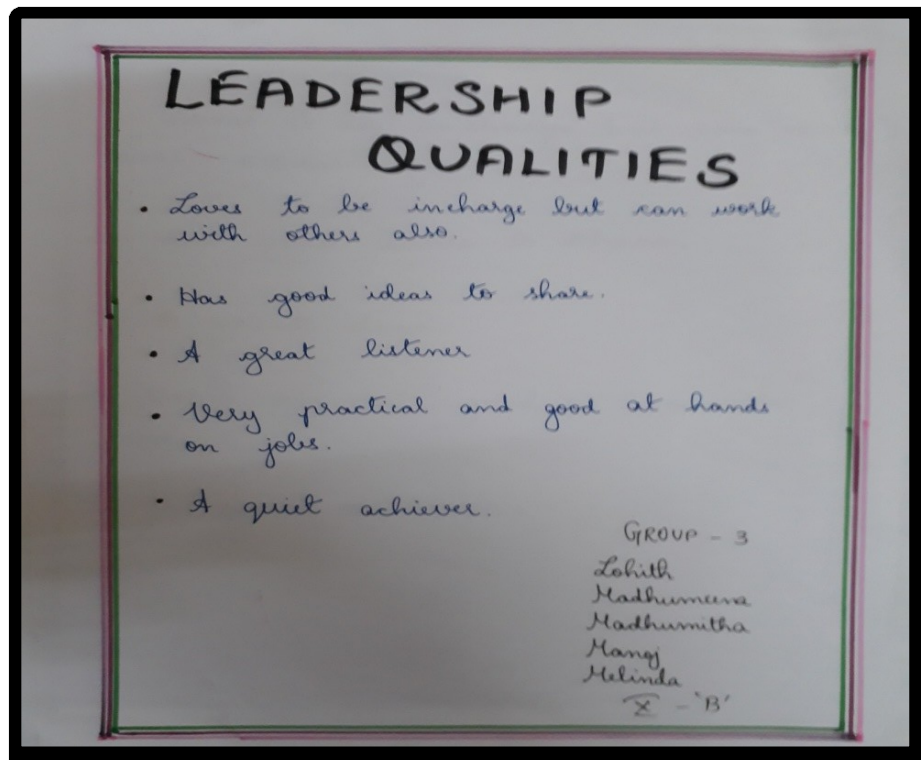 LEADERSHIP
QUALITIES
• Loves to be incharge but can work
with others also.
• Has good ideas to share.
• A great listener
• Very practical and good at hands
on jobs.
• A quiet achiever.
GROUP - 3
Lohith
Madhumeena
Madhumitha
Manoj
Melinda
X - 'B'